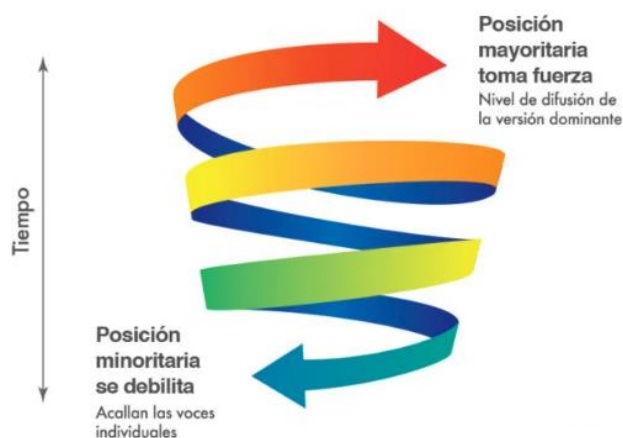 Posición
mayoritaria
toma fuerza
Nivel de difusión de
la versión dominante
Tiempo
Posición
minoritaria
se debilita
Acallan las voces
individuales